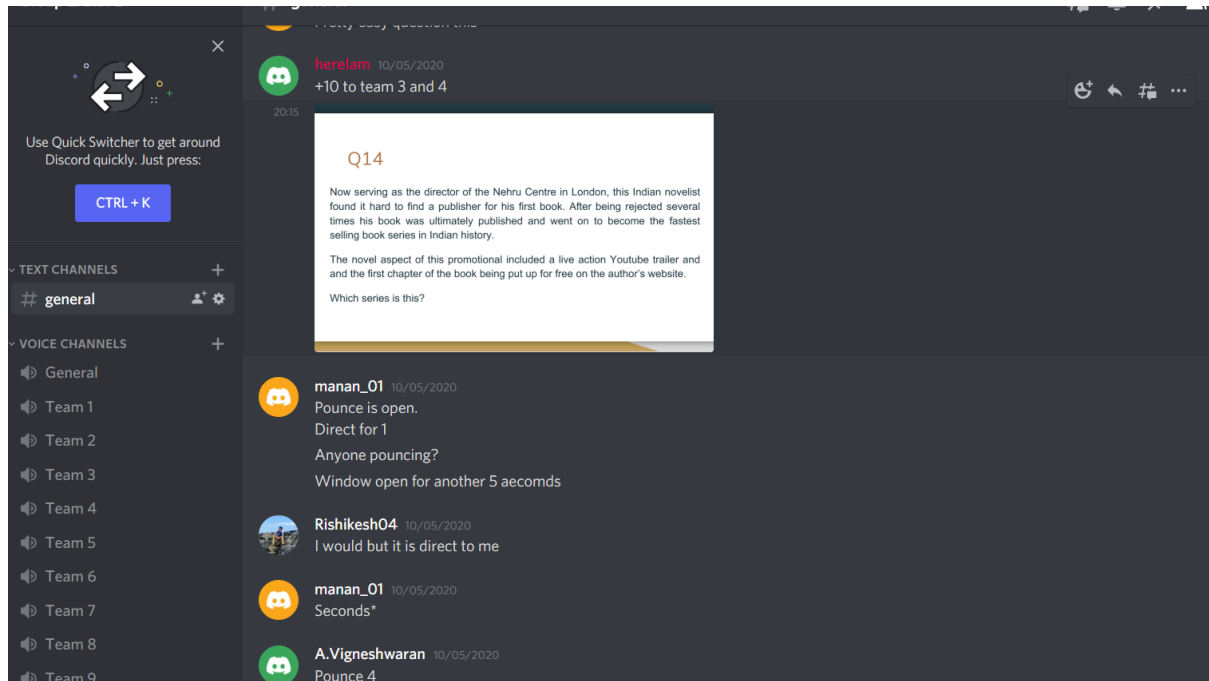 ×
Use Quick Switcher to get around
Discord quickly. Just press:
CTRL + K
TEXT CHANNELS +
# general
VOICE CHANNELS +
General
Team 1
Team 2
Team 3
Team 4
Team 5
Team 6
Team 7
Team 8
Team 9
Pretty easy question this
herelam 10/05/2020
+10 to team 3 and 4
20:15
Q14
Now serving as the director of the Nehru Centre in London, this Indian novelist
found it hard to find a publisher for his first book. After being rejected several
times his book was ultimately published and went on to become the fastest
selling book series in Indian history.
The novel aspect of this promotional included a live action Youtube trailer and
and the first chapter of the book being put up for free on the author's website.
Which series is this?
manan_01 10/05/2020
Pounce is open.
Direct for 1
Anyone pouncing?
Window open for another 5 aecomds
Rishikesh04 10/05/2020
I would but it is direct to me
manan_01 10/05/2020
Seconds*
A.Vigneshwaran 10/05/2020
Pounce 4